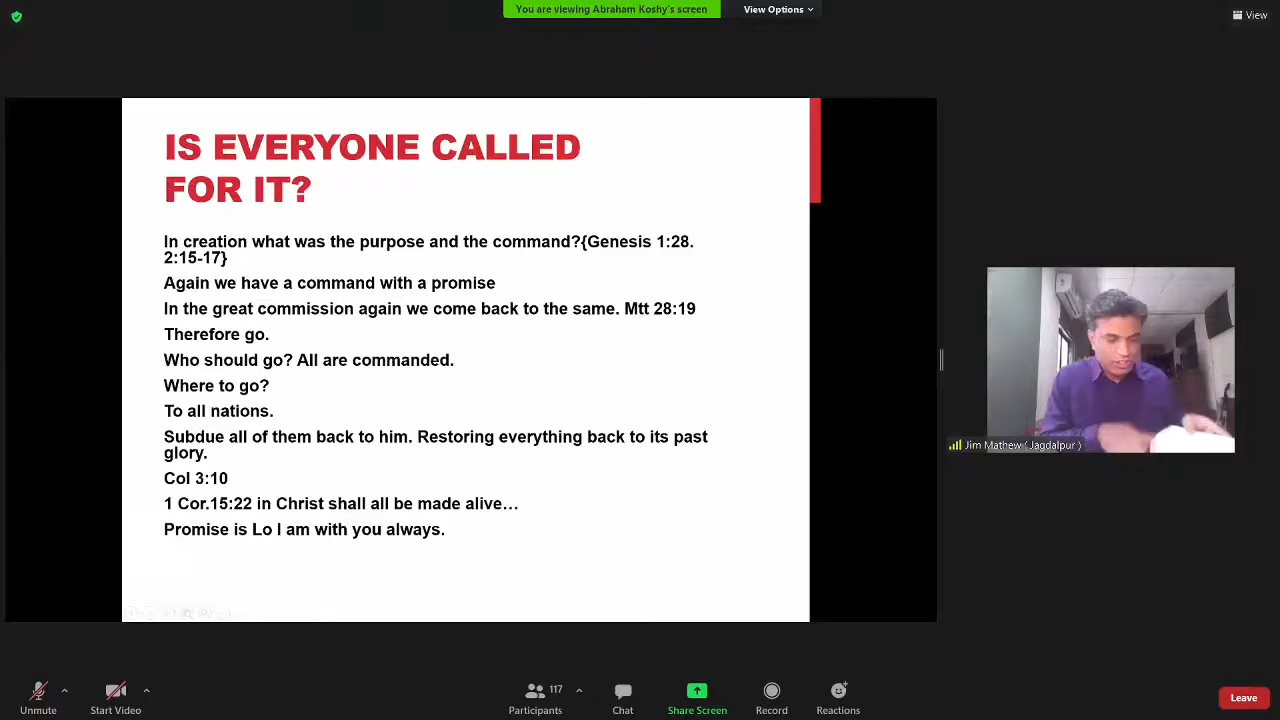 You are viewing Abraham Koshy's screen
View Options
View
IS EVERYONE CALLED
FOR IT?
In creation what was the purpose and the command?{Genesis 1:28.
2:15-17}
Again we have a command with a promise
In the great commission again we come back to the same. Mtt 28:19
Therefore go.
Who should go? All are commanded.
Where to go?
To all nations.
Subdue all of them back to him. Restoring everything back to its past
glory.
Col 3:10
1 Cor.15:22 in Christ shall all be made alive…
Promise is Lo I am with you always.
Jim Mathew ( Jagdalpur )
Unmute
Start Video
117
Participants
Chat
Share Screen
Record
Reactions
Leave